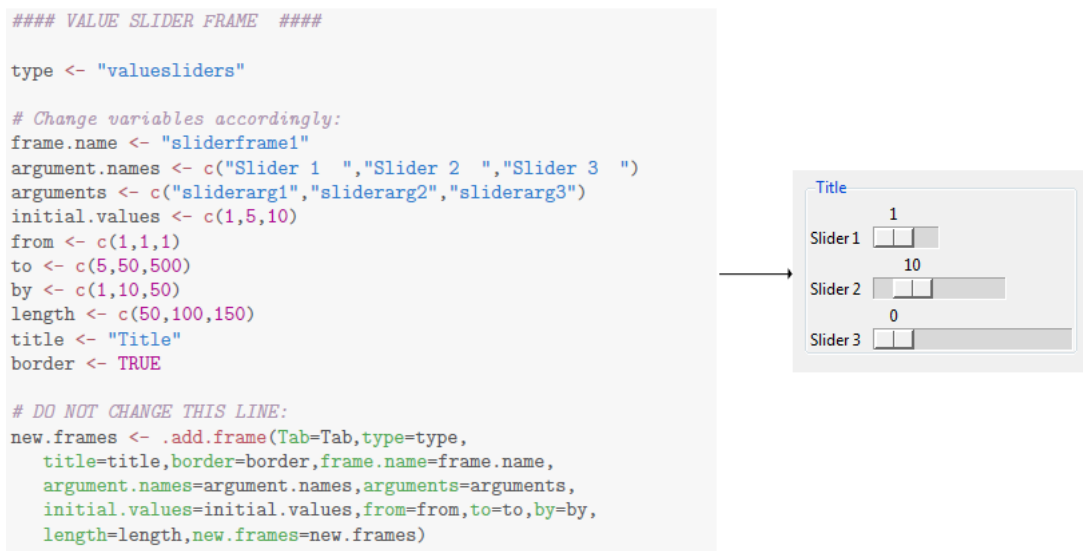 #### VALUE SLIDER FRAME  ####
type <- "valuesliders"
# Change variables accordingly:
frame.name <- "sliderframe1"
argument.names <- c("Slider 1  ","Slider 2  ","Slider 3  ")
arguments <- c("sliderarg1","sliderarg2","sliderarg3")
initial.values <- c(1,5,10)
from <- c(1,1,1)
to <- c(5,50,500)
by <- c(1,10,50)
length <- c(50,100,150)
title <- "Title"
border <- TRUE
# DO NOT CHANGE THIS LINE:
new.frames <- .add.frame(Tab=Tab,type=type,
   title=title,border=border,frame.name=frame.name,
   argument.names=argument.names,arguments=arguments,
   initial.values=initial.values,from=from,to=to,by=by,
   length=length,new.frames=new.frames)
Title
1
Slider 1
10
Slider 2
0
Slider 3